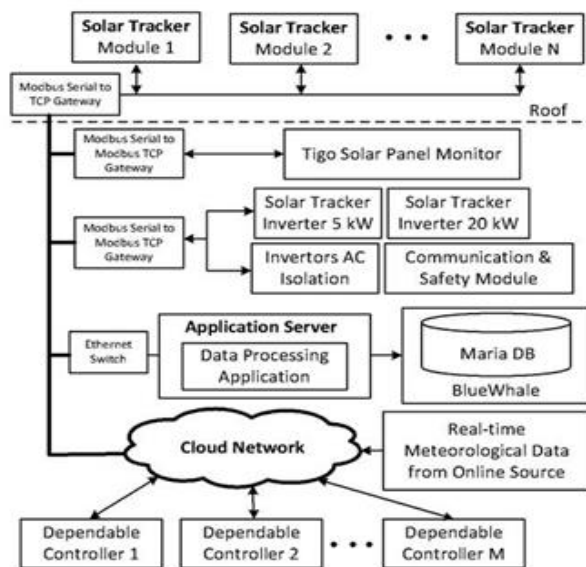 Solar Tracker
Module 1
Solar Tracker
Module 2
Solar Tracker
Module N
Modbus Serial to
TCP Gateway
Roof
Modbus Serial to
Modbus TCP
Gateway
Tigo Solar Panel Monitor
Modbus Serial to
Modbus TCP
Gateway
Solar Tracker
Inverter 5 kW
Solar Tracker
Inverter 20 kW
Invertors AC
Isolation
Communication &
Safety Module
Ethernet
Switch
Application Server
Data Processing
Application
Maria DB
BlueWhale
Cloud Network
Real-time
Meteorological Data
from Online Source
Dependable
Controller 1
Dependable
Controller 2
Dependable
Controller M